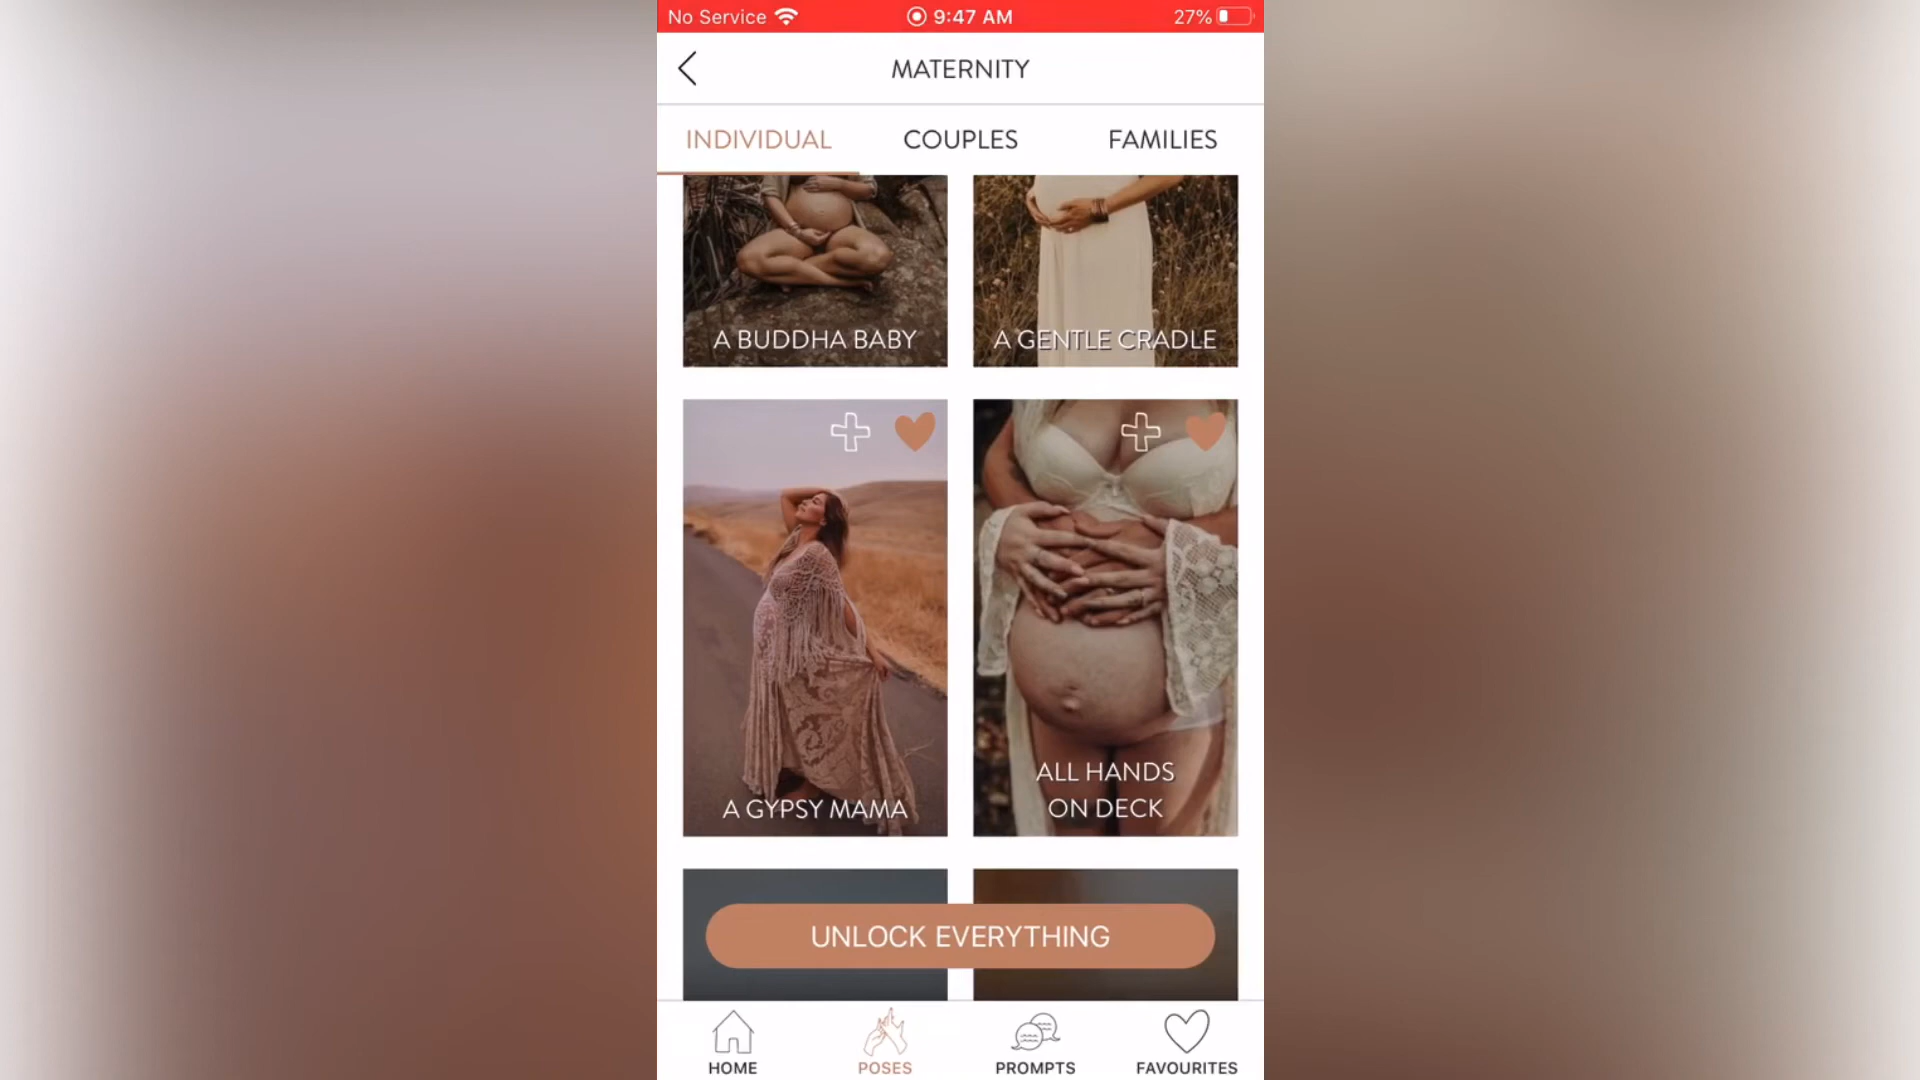 No Service 9:47 AM 27%
MATERNITY
INDIVIDUAL COUPLES FAMILIES
A BUDDHA BABY A GENTLE CRADLE
A GYPSY MAMA
ALL HANDS
ON DECK
UNLOCK EVERYTHING
HOME POSES PROMPTS FAVOURITES